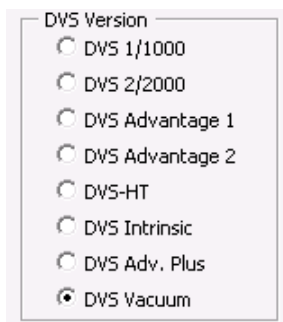 DVS Version
DVS 1/1000
DVS 2/2000
DVS Advantage 1
DVS Advantage 2
DVS-HT
DVS Intrinsic
DVS Adv. Plus
DVS Vacuum